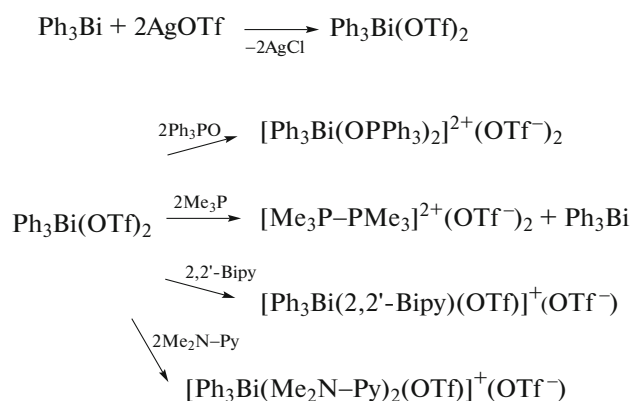 Ph₃Bi + 2AgOTf −2AgCl Ph₃Bi(OTf)₂
2Ph₃PO [Ph₃Bi(OPPh₃)₂]²⁺(OTf⁻)₂
Ph₃Bi(OTf)₂ 2Me₃P [Me₃P–PMe₃]²⁺(OTf⁻)₂ + Ph₃Bi
2,2'-Bipy [Ph₃Bi(2,2'-Bipy)(OTf)]⁺(OTf⁻)
2Me₂N–Py [Ph₃Bi(Me₂N–Py)₂(OTf)]⁺(OTf⁻)